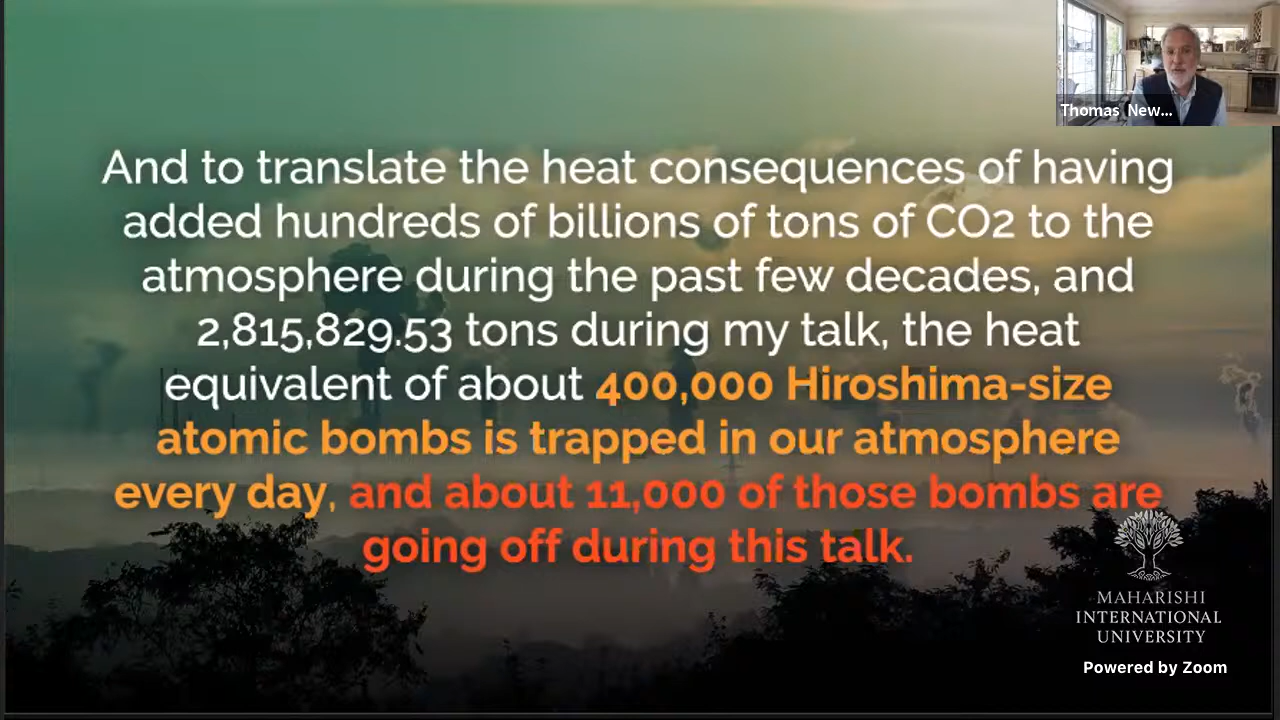 Thomas New...
And to translate the heat consequences of having
added hundreds of billions of tons of CO2 to the
atmosphere during the past few decades, and
2,815,829.53 tons during my talk, the heat
equivalent of about 400,000 Hiroshima-size
atomic bombs is trapped in our atmosphere
every day, and about 11,000 of those bombs are
going off during this talk.
MAHARISHI
INTERNATIONAL
UNIVERSITY
Powered by Zoom